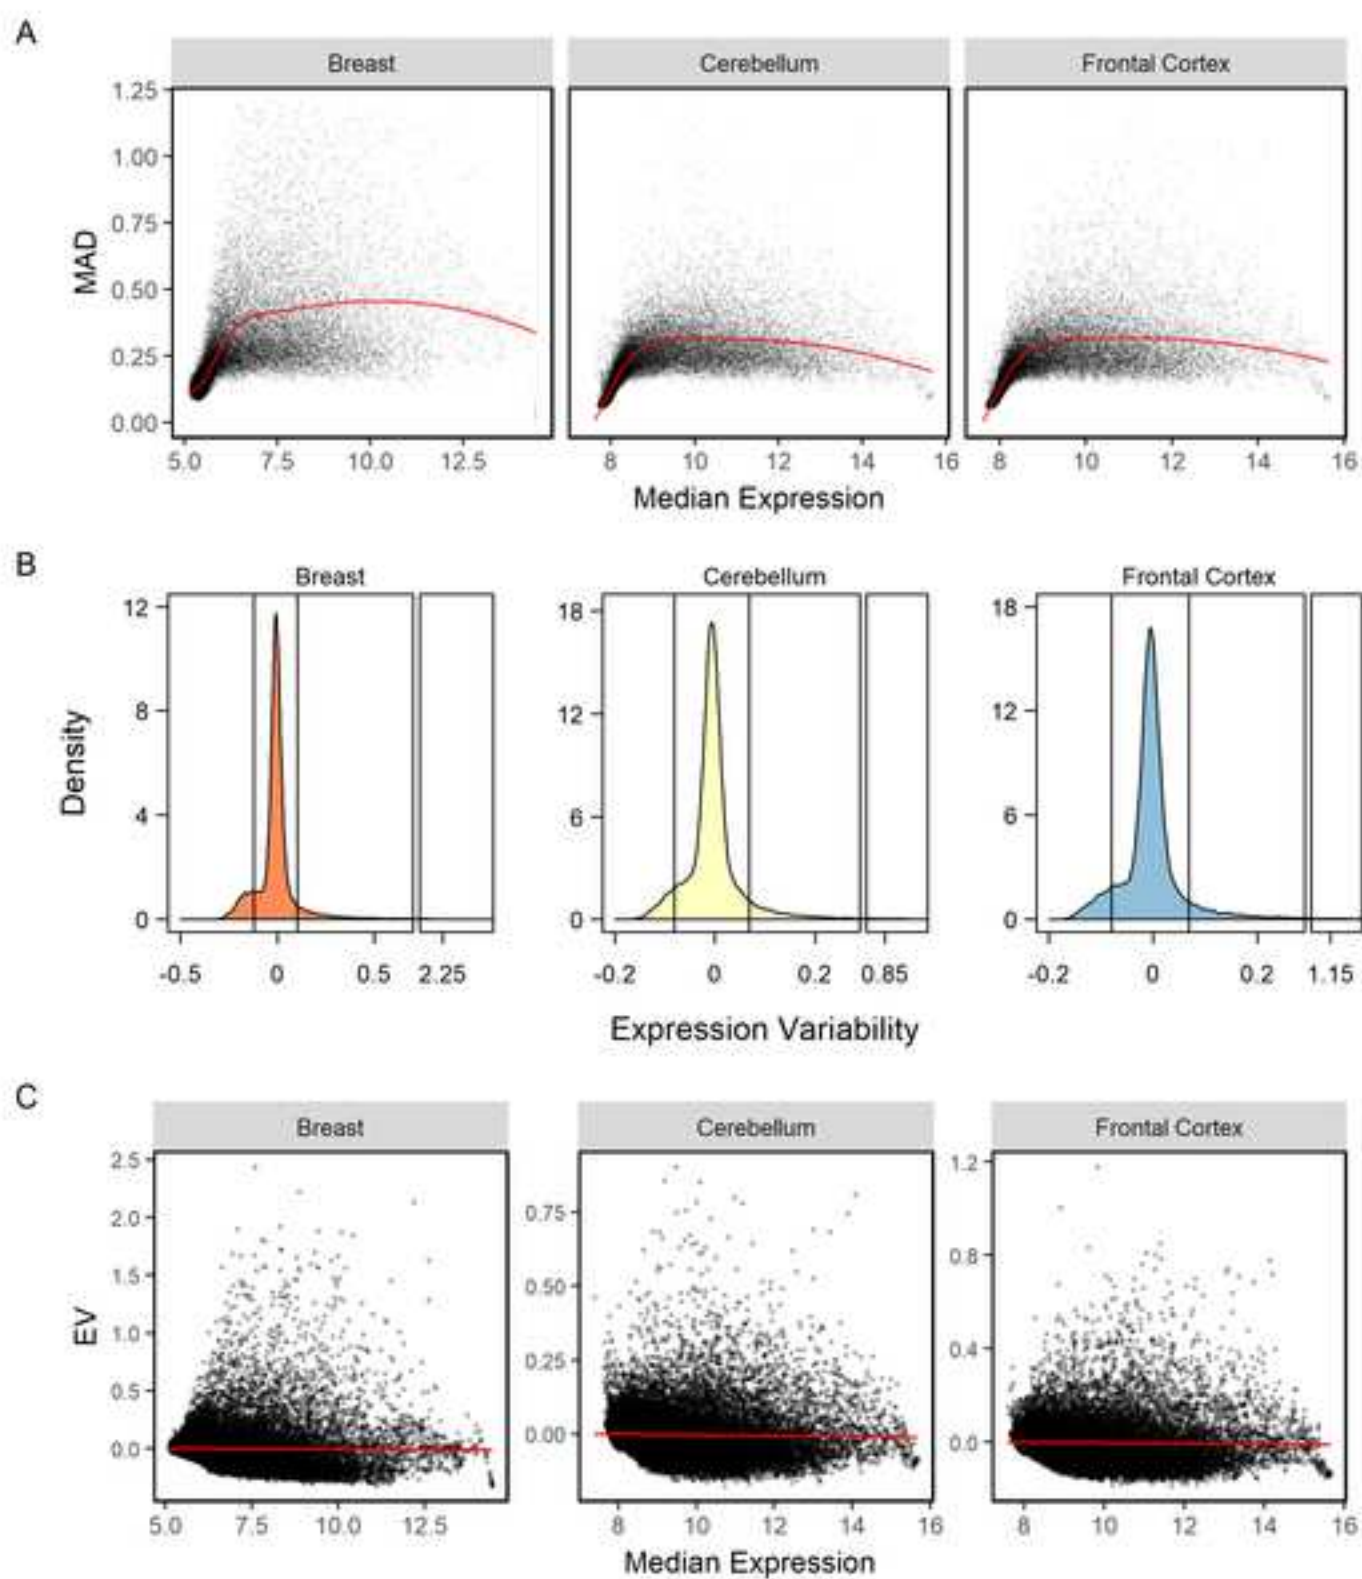 A
Breast Cerebellum Frontal Cortex
1.25
1.00
0.75
0.50
0.25
0.00
MAD
5.0 7.5 10.0 12.5 8 10 12 14 16 8 10 12 14 16
Median Expression
B
Breast Cerebellum Frontal Cortex
12 18 18
8 12 12
4 6 6
0 0 0
Density
-0.5 0 0.5 2.25 -0.2 0 0.2 0.85 -0.2 0 0.2 1.15
Expression Variability
C
Breast Cerebellum Frontal Cortex
2.5 1.2
2.0 0.75
1.5 0.8
1.0 0.50
0.5 0.25 0.4
0.0 0.00 0.0
EV
5.0 7.5 10.0 12.5 8 10 12 14 16 8 10 12 14 16
Median Expression